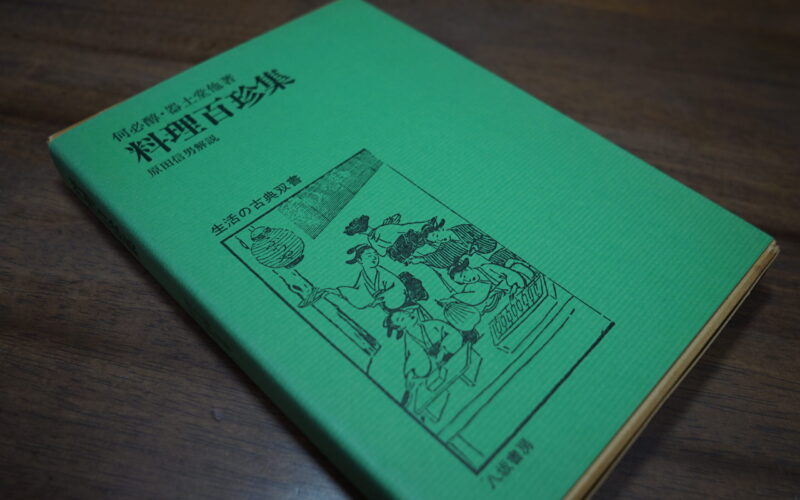 何必醇・器土堂他著
料理百珍集
原田信男解説
生活の古典双書
八坂書房